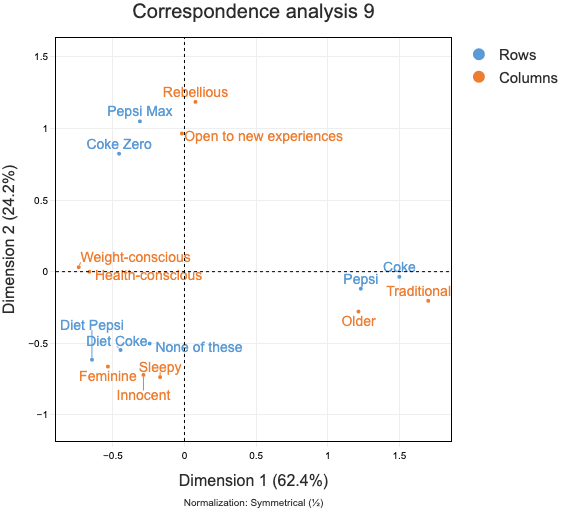 Correspondence analysis 9
Rows
Columns
Dimension 2 (24.2%)
1.5
1
0.5
0
−0.5
−1
Rebellious
Pepsi Max
Open to new experiences
Coke Zero
Weight-conscious
Health-conscious
Coke
Pepsi
Traditional
Older
Diet Pepsi
Diet Coke
None of these
Sleepy
Feminine
Innocent
−0.5
0
0.5
1
1.5
Dimension 1 (62.4%)
Normalization: Symmetrical (½)